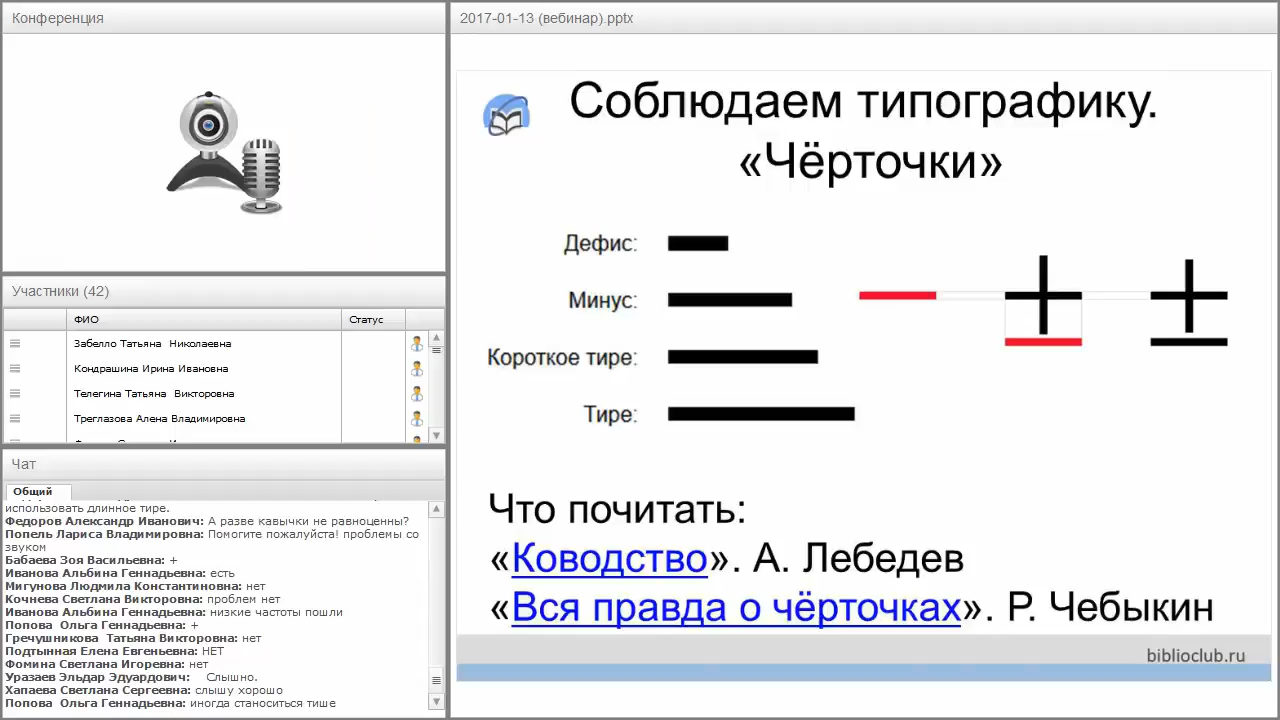 Конференция
Участники (42)
ФИО
Статус
Забелло Татьяна Николаевна
Кондрашина Ирина Ивановна
Телегина Татьяна Викторовна
Треглазова Алена Владимировна
Чат
Общий
использовать длинное тире.
Федоров Александр Иванович: А разве кавычки не равноценны?
Попель Лариса Владимировна: Помогите пожалуйста! проблемы со
звуком
Бабаева Зоя Васильевна: +
Иванова Альбина Геннадьевна: есть
Мигунова Людмила Константиновна: нет
Кочнева Светлана Викторовна: проблем нет
Иванова Альбина Геннадьевна: низкие частоты пошли
Попова Ольга Геннадьевна: +
Гречушникова Татьяна Викторовна: нет
Подтынная Елена Евгеньевна: НЕТ
Фомина Светлана Игоревна: нет
Уразаев Эльдар Эдуардович: Слышно.
Хапаева Светлана Сергеевна: слышу хорошо
Попова Ольга Геннадьевна: иногда станоситься тише
2017-01-13 (вебинар).pptx
Соблюдаем типографику.
«Чёрточки»
Дефис:
Минус:
Короткое тире:
Тире:
Что почитать:
«Ководство». А. Лебедев
«Вся правда о чёрточках». Р. Чебыкин
biblioclub.ru